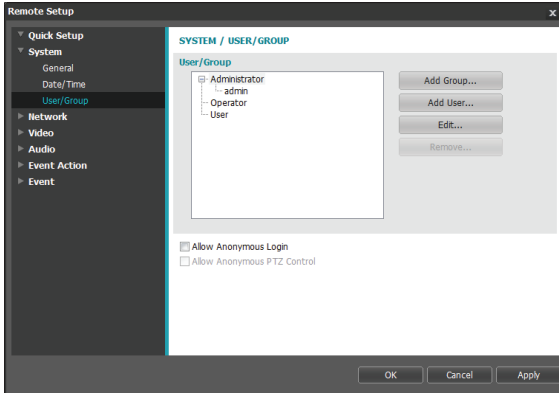 Remote Setup
x
Quick Setup
System
General
Date/Time
User/Group
Network
Video
Audio
Event Action
Event
SYSTEM / USER/GROUP
User/Group
Administrator
admin
Operator
User
Add Group...
Add User...
Edit...
Remove...
Allow Anonymous Login
Allow Anonymous PTZ Control
OK
Cancel
Apply